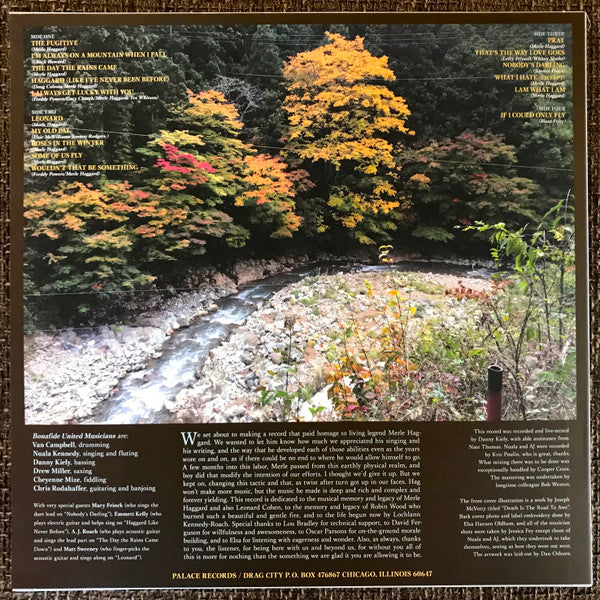 SIDE ONE
THE FUGITIVE
(Merle Haggard)
I'M ALWAYS ON A MOUNTAIN WHEN I FALL
(Chuck Howard)
THE DAY THE RAINS CAME
(Merle Haggard)
HAGGARD (LIKE I'VE NEVER BEEN BEFORE)
(Doug Colosio/Merle Haggard)
I ALWAYS GET LUCKY WITH YOU
(Freddy Powers/Gary Church/Merle Haggard/Tex Whitson)
SIDE TWO
LEONARD
(Merle Haggard)
MY OLD PAL
(Elsie McWilliams/Jimmie Rodgers)
ROSES IN THE WINTER
(Merle Haggard)
SOME OF US FLY
(Merle Haggard)
WOULDN'T THAT BE SOMETHING
(Freddy Powers/Merle Haggard)
SIDE THREE
PRAY
(Merle Haggard)
THAT'S THE WAY LOVE GOES
(Lefty Frizzell/Whitey Shafer)
NOBODY'S DARLING
(Jimmie Davis)
WHAT I HATE (EXCERPT)
(Merle Haggard)
I AM WHAT I AM
(Merle Haggard)
SIDE FOUR
IF I COULD ONLY FLY
(Blaze Foley)
Bonafide United Musicians are:
Van Campbell, drumming
Nuala Kennedy, singing and fluting
Danny Kiely, bassing
Drew Miller, saxing
Cheyenne Mize, fiddling
Chris Rodahaffer, guitaring and banjoing
With very special guests Mary Feiock (who sings the
duet lead on "Nobody's Darling"), Emmett Kelly (who
plays electric guitar and helps sing on "Haggard Like
Never Before"), A.J. Roach (who plays acoustic guitar
and sings the lead part on "The Day the Rains Came
Down") and Matt Sweeney (who finger-picks the
acoustic guitar and sings along on "Leonard").
We set about to making a record that paid homage to living legend Merle Hag-
gard. We wanted to let him know how much we appreciated his singing and
his writing, and the way that he developed each of those abilities even as the years
wore on and on, as if there could be no end to where he would allow himself to go.
A few months into this labor, Merle passed from this earthly physical realm, and
boy did that modify the intention of our efforts. I thought we'd give it up. But we
kept on, changing this tactic and that, as twist after turn got up in our faces. Hag
won't make more music, but the music he made is deep and rich and complex and
forever yielding. This record is dedicated to the musical memory and legacy of Merle
Haggard and also Leonard Cohen, to the memory and legacy of Robin Wood who
turned such a beautiful and gentle fire, and to the life begun now by Lochlann
Kennedy-Roach. Special thanks to Lou Bradley for technical support, to David Fer-
guson for willfulness and awesomeness, to Oscar Parsons for on-the-ground morale
building, and to Elsa for listening with eagerness and wonder. Also, as always, thanks
to you, the listener, for being here with us and beyond us, for without you all of
this is more for nothing than the something we are glad it you are allowing it to be.
This record was recorded and live-mixed
by Danny Kiely, with able assistance from
Nate Thumas. Nuala and AJ were recorded
by Kris Poulin, who is great, thanks.
What mixing there was to be done was
exceptionally handled by Cooper Crain.
The mastering was undertaken by
longtime colleague Bob Weston.
The front cover illustration is a work by Joseph
McVetty titled "Death Is The Road To Awe".
Back cover photo and label embroidery done by
Elsa Hansen Oldham, and all of the musician
shots were taken by Jessica Fey except those of
Nuala and AJ, which they undertook to take
themselves, seeing as how they out west.
The artwork was laid-out by Dan Osborn.
PALACE RECORDS / DRAG CITY P.O. BOX 476867 CHICAGO, ILLINOIS 60647